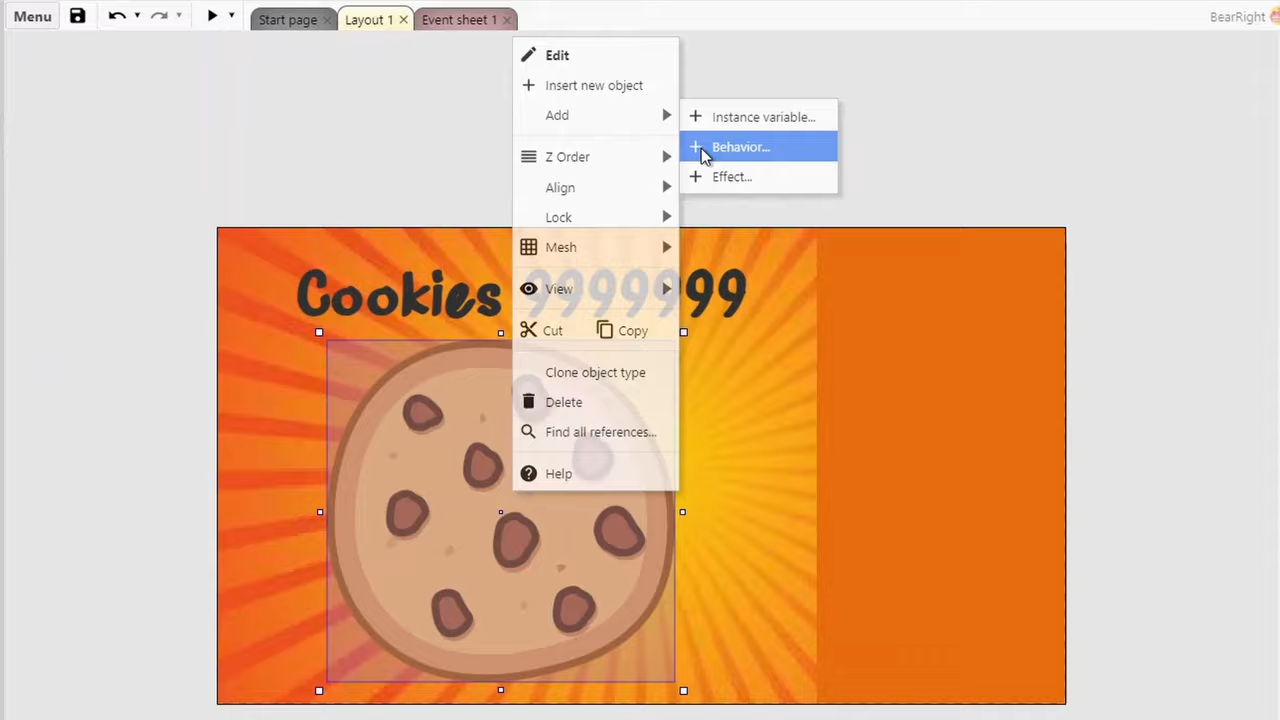 Menu
Start page
Layout 1
Event sheet 1
BearRight
Edit
Insert new object
Add
Instance variable...
Behavior...
Effect...
Z Order
Align
Lock
Mesh
View
Cookies 9999999
Cut
Copy
Clone object type
Delete
Find all references...
Help